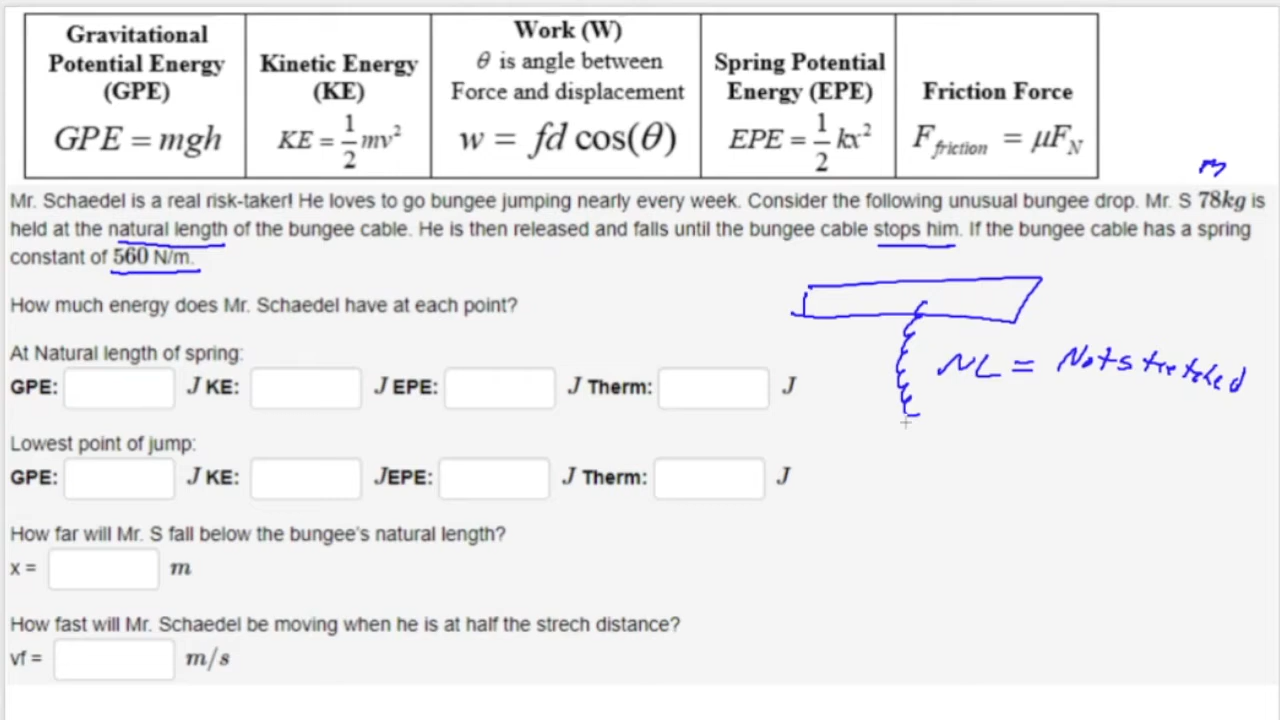 Gravitational Potential Energy (GPE)
GPE = mgh
Kinetic Energy (KE)
KE = 1/2 mv²
Work (W)
θ is angle between Force and displacement
w = fd cos(θ)
Spring Potential Energy (EPE)
EPE = 1/2 kx²
Friction Force
F_friction = μF_N
m
Mr. Schaedel is a real risk-taker! He loves to go bungee jumping nearly every week. Consider the following unusual bungee drop. Mr. S 78kg is
held at the natural length of the bungee cable. He is then released and falls until the bungee cable stops him. If the bungee cable has a spring
constant of 560 N/m.
How much energy does Mr. Schaedel have at each point?
NL = Not stretched
At Natural length of spring:
GPE: J KE: J EPE: J Therm: J
Lowest point of jump:
GPE: J KE: J EPE: J Therm: J
How far will Mr. S fall below the bungee's natural length?
x = m
How fast will Mr. Schaedel be moving when he is at half the strech distance?
vf = m/s